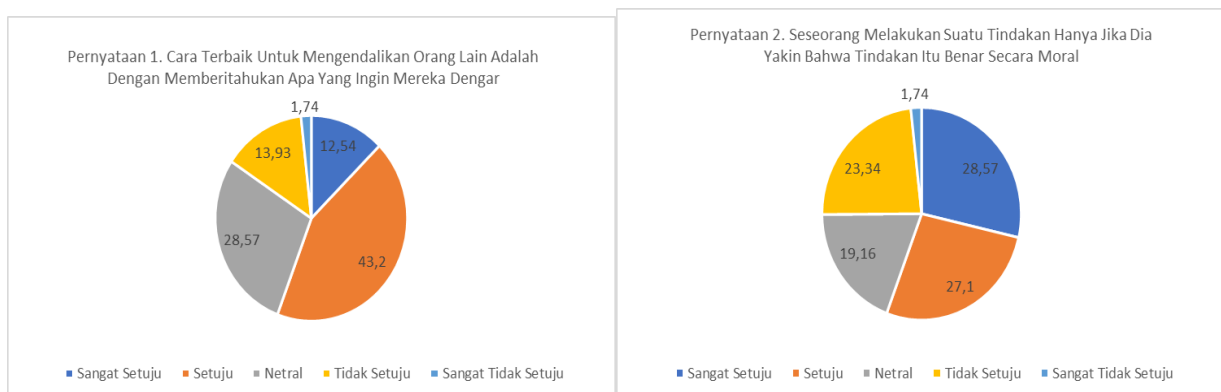 Pernyataan 1. Cara Terbaik Untuk Mengendalikan Orang Lain Adalah
Dengan Memberitahukan Apa Yang Ingin Mereka Dengar
1,74
13,93
12,54
28,57
43,2
Sangat Setuju Setuju Netral Tidak Setuju Sangat Tidak Setuju
Pernyataan 2. Seseorang Melakukan Suatu Tindakan Hanya Jika Dia
Yakin Bahwa Tindakan Itu Benar Secara Moral
1,74
23,34
28,57
19,16
27,1
Sangat Setuju Setuju Netral Tidak Setuju Sangat Tidak Setuju